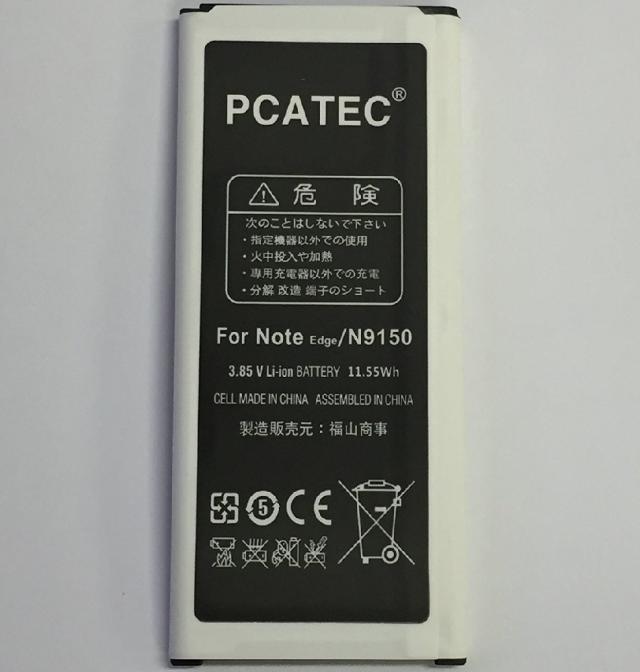 PCATEC®
危 険
次のことはしないで下さい
・指定機器以外での使用
・火中投入や加熱
・専用充電器以外での充電
・分解 改造 端子のショート
For Note Edge/N9150
3.85 V Li-ion BATTERY 11.55Wh
CELL MADE IN CHINA ASSEMBLED IN CHINA
製造販売元：福山商事
5 CE